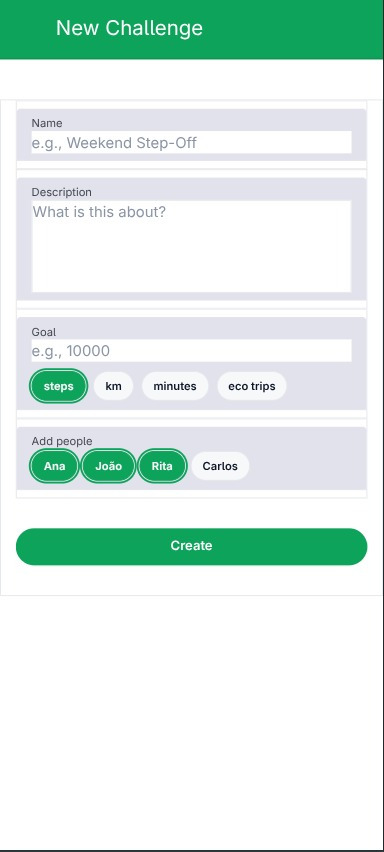 New Challenge
Name
e.g., Weekend Step-Off
Description
What is this about?
Goal
e.g., 10000
steps km minutes eco trips
Add people
Ana João Rita Carlos
Create